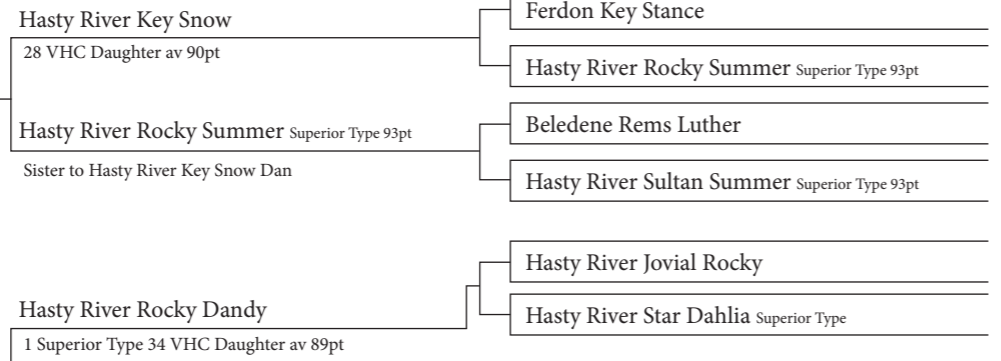 Hasty River Key Snow
28 VHC Daughter av 90pt
Ferdon Key Stance
Hasty River Rocky Summer Superior Type 93pt
Hasty River Rocky Summer Superior Type 93pt
Sister to Hasty River Key Snow Dan
Beledene Rems Luther
Hasty River Sultan Summer Superior Type 93pt
Hasty River Rocky Dandy
1 Superior Type 34 VHC Daughter av 89pt
Hasty River Jovial Rocky
Hasty River Star Dahlia Superior Type